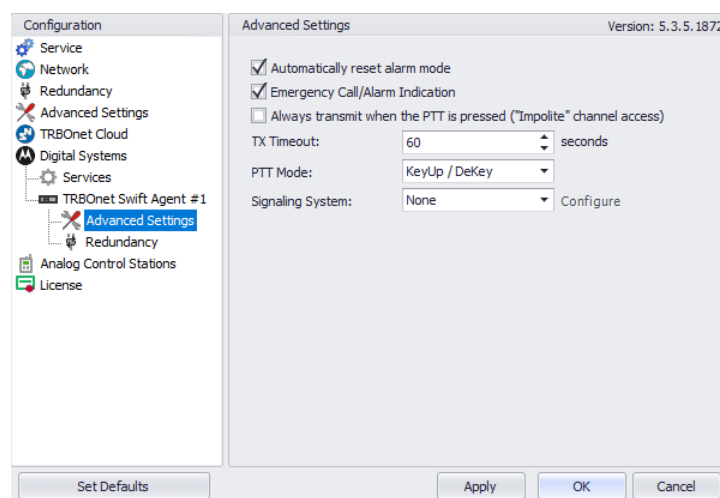 Configuration
Service
Network
Redundancy
Advanced Settings
TRBOnet Cloud
Digital Systems
Services
TRBOnet Swift Agent #1
Advanced Settings
Redundancy
Analog Control Stations
License
Advanced Settings Version: 5.3.5.1872
Automatically reset alarm mode
Emergency Call/Alarm Indication
Always transmit when the PTT is pressed ("Impolite" channel access)
TX Timeout: 60 seconds
PTT Mode: KeyUp / DeKey
Signaling System: None Configure
Set Defaults Apply OK Cancel